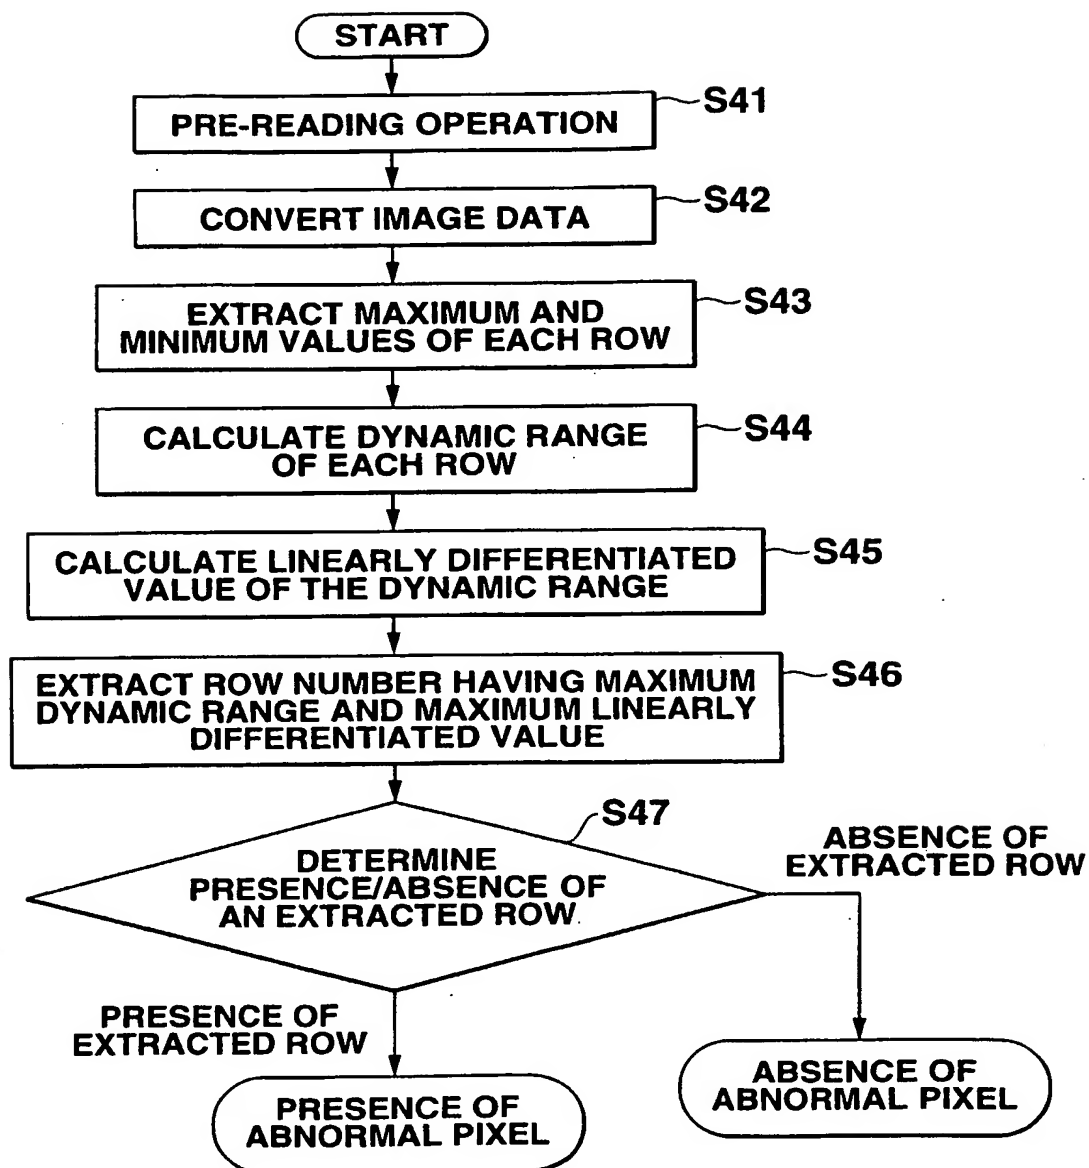 START
PRE-READING OPERATION
S41
CONVERT IMAGE DATA
S42
EXTRACT MAXIMUM AND
MINIMUM VALUES OF EACH ROW
S43
CALCULATE DYNAMIC RANGE
OF EACH ROW
S44
CALCULATE LINEARLY DIFFERENTIATED
VALUE OF THE DYNAMIC RANGE
S45
EXTRACT ROW NUMBER HAVING MAXIMUM
DYNAMIC RANGE AND MAXIMUM LINEARLY
DIFFERENTIATED VALUE
S46
S47
DETERMINE
PRESENCE/ABSENCE OF
AN EXTRACTED ROW
ABSENCE OF
EXTRACTED ROW
PRESENCE OF
EXTRACTED ROW
PRESENCE OF
ABNORMAL PIXEL
ABSENCE OF
ABNORMAL PIXEL